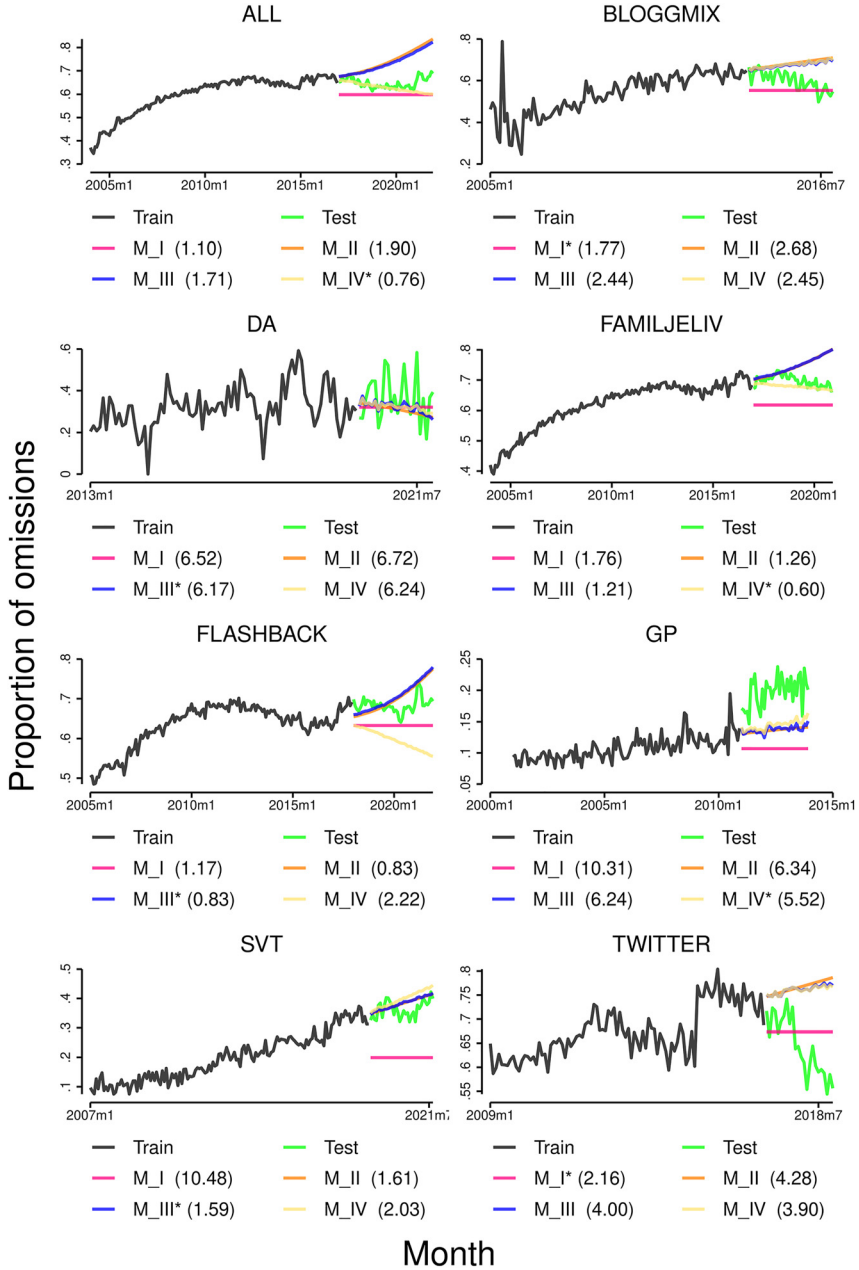 ALL
.3 .4 .5 .6 .7 .8
2005m1 2010m1 2015m1 2020m1
Train Test
M_I (1.10) M_II (1.90)
M_III (1.71) M_IV* (0.76)
BLOGGMIX
.2 .4 .6 .8
2005m1 2016m7
Train Test
M_I* (1.77) M_II (2.68)
M_III (2.44) M_IV (2.45)
DA
0 .2 .4 .6
2013m1 2021m7
Train Test
M_I (6.52) M_II (6.72)
M_III* (6.17) M_IV (6.24)
FAMILJELIV
.4 .5 .6 .7 .8
2005m1 2010m1 2015m1 2020m1
Train Test
M_I (1.76) M_II (1.26)
M_III (1.21) M_IV* (0.60)
Proportion of omissions
FLASHBACK
.5 .6 .7 .8
2005m1 2010m1 2015m1 2020m1
Train Test
M_I (1.17) M_II (0.83)
M_III* (0.83) M_IV (2.22)
GP
.05 .1 .15 .2 .25
2000m1 2005m1 2010m1 2015m1
Train Test
M_I (10.31) M_II (6.34)
M_III (6.24) M_IV* (5.52)
SVT
.1 .2 .3 .4 .5
2007m1 2021m7
Train Test
M_I (10.48) M_II (1.61)
M_III* (1.59) M_IV (2.03)
TWITTER
.55 .6 .65 .7 .75 .8
2009m1 2018m7
Train Test
M_I* (2.16) M_II (4.28)
M_III (4.00) M_IV (3.90)
Month